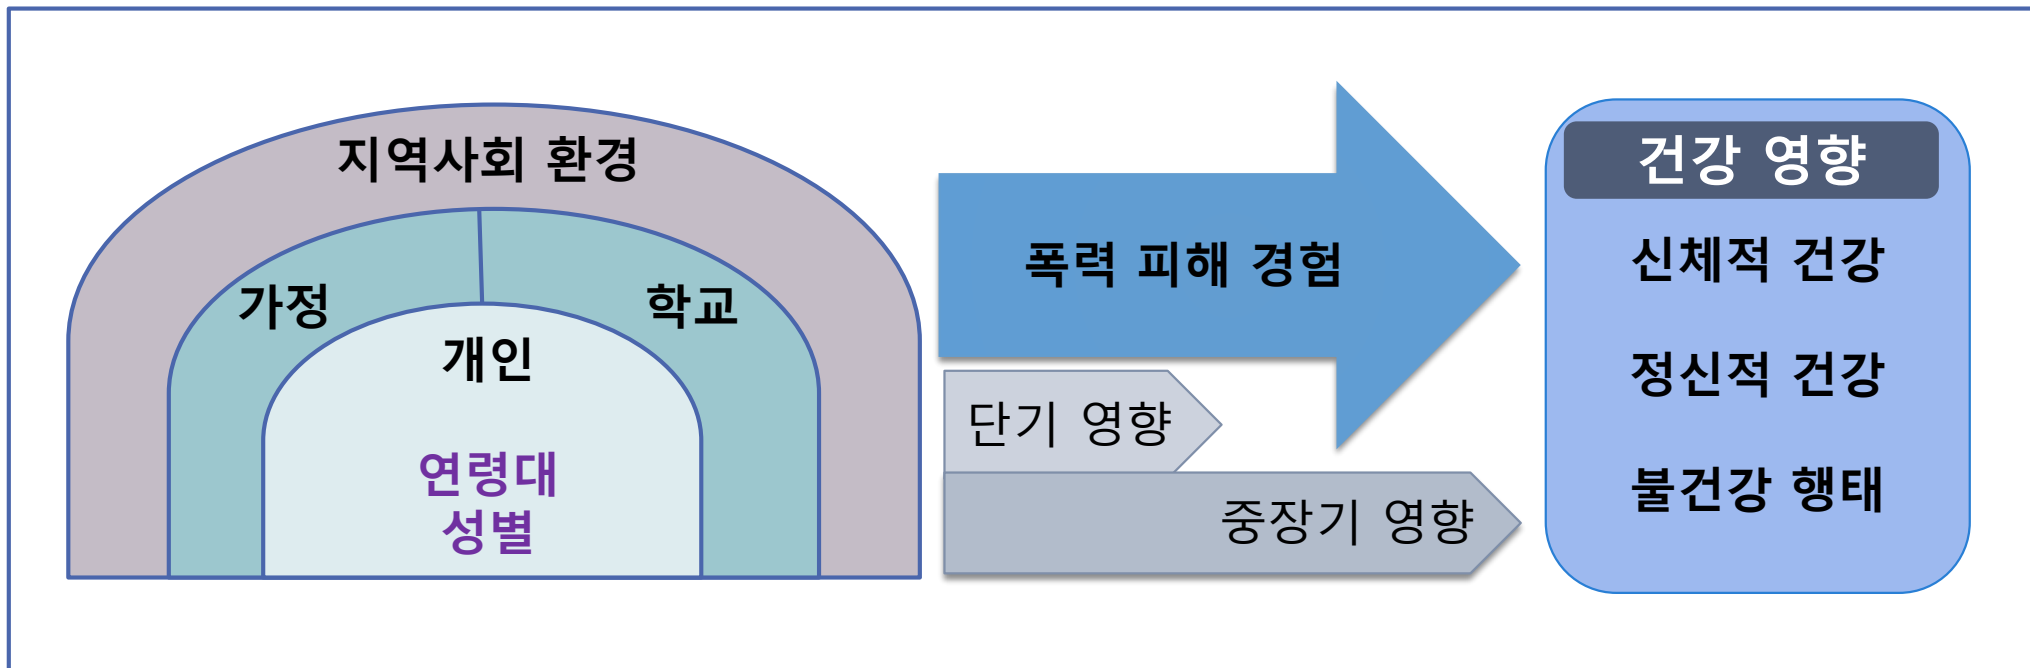 지역사회 환경
가정
학교
개인
연령대
성별
폭력 피해 경험
단기 영향
중장기 영향
건강 영향
신체적 건강
정신적 건강
불건강 행태